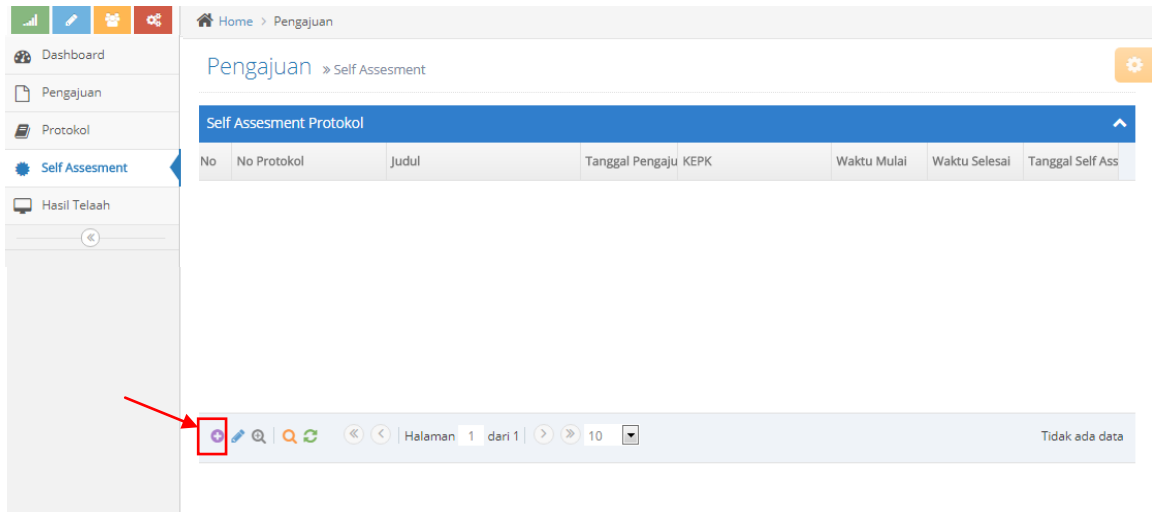 Home > Pengajuan
Dashboard
Pengajuan
Protokol
Self Assesment
Hasil Telaah
Pengajuan » Self Assesment
Self Assesment Protokol
No No Protokol Judul Tanggal Pengaju KEPK Waktu Mulai Waktu Selesai Tanggal Self Ass
Halaman 1 dari 1 10 Tidak ada data